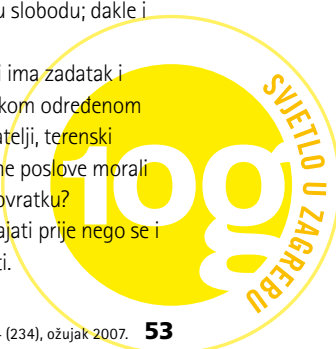 u slobodu; dakle i
i ima zadatak i
kom određenom
atelji, terenski
ne poslove morali
ovratku?
ajati prije nego se i
ti.
10g
SVJETLO U ZAGREBU
(234), ožujak 2007. 53